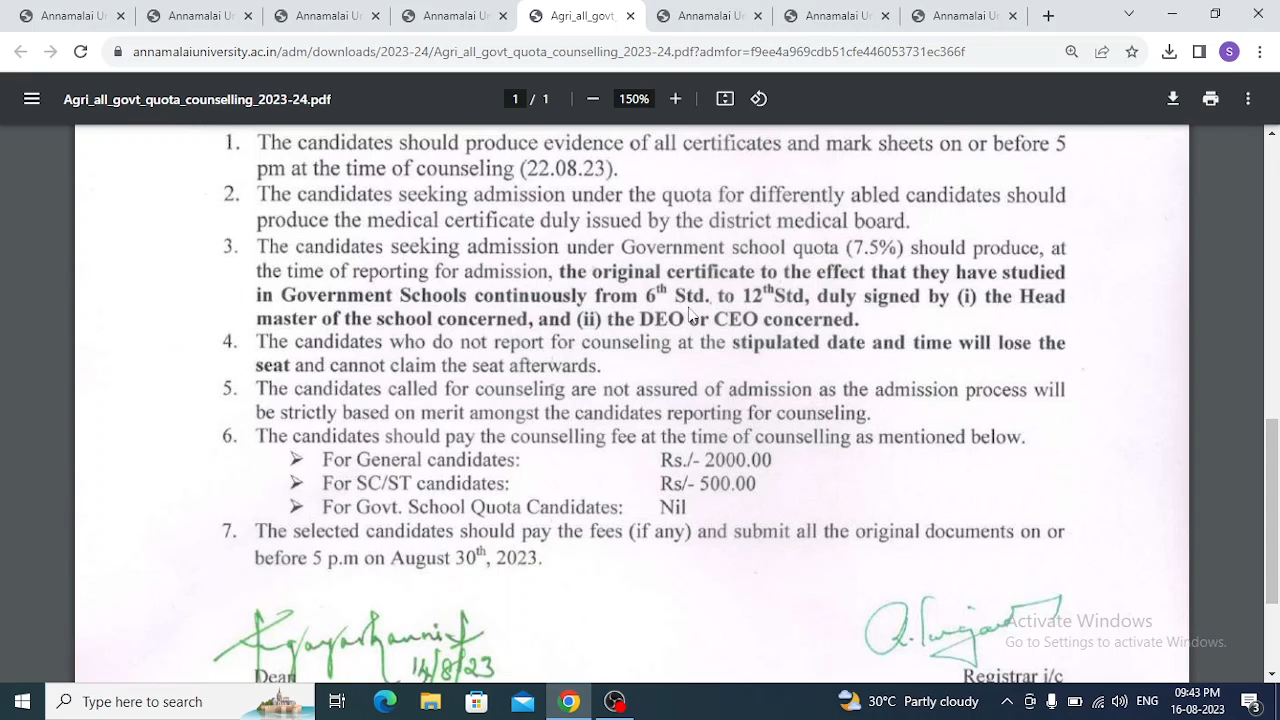 Annamalai Un
Annamalai Un
Annamalai Un
Annamalai Un
Agri_all_govt_
Annamalai Un
Annamalai Un
Annamalai Un
annamalaiuniversity.ac.in/adm/downloads/2023-24/Agri_all_govt_quota_counselling_2023-24.pdf?admfor=f9ee4a969cdb51cfe446053731ec366f
S
Agri_all_govt_quota_counselling_2023-24.pdf
1 / 1
150%
1. The candidates should produce evidence of all certificates and mark sheets on or before 5
pm at the time of counseling (22.08.23).
2. The candidates seeking admission under the quota for differently abled candidates should
produce the medical certificate duly issued by the district medical board.
3. The candidates seeking admission under Government school quota (7.5%) should produce, at
the time of reporting for admission, the original certificate to the effect that they have studied
in Government Schools continuously from 6th Std. to 12thStd, duly signed by (i) the Head
master of the school concerned, and (ii) the DEO or CEO concerned.
4. The candidates who do not report for counseling at the stipulated date and time will lose the
seat and cannot claim the seat afterwards.
5. The candidates called for counseling are not assured of admission as the admission process will
be strictly based on merit amongst the candidates reporting for counseling.
6. The candidates should pay the counselling fee at the time of counselling as mentioned below.
➢ For General candidates: Rs./- 2000.00
➢ For SC/ST candidates: Rs/- 500.00
➢ For Govt. School Quota Candidates: Nil
7. The selected candidates should pay the fees (if any) and submit all the original documents on or
before 5 p.m on August 30th, 2023.
14/8/23
Dean
Registrar i/c
Activate Windows
Go to Settings to activate Windows.
Type here to search
30°C Partly cloudy
ENG
09:43 PM
16-08-2023
3